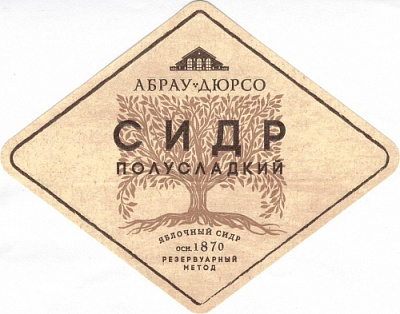 АБРАУ-ДЮРСО
СИДР
ПОЛУСЛАДКИЙ
ЯБЛОЧНЫЙ СИДР
ОСН. 1870
РЕЗЕРВУАРНЫЙ
МЕТОД